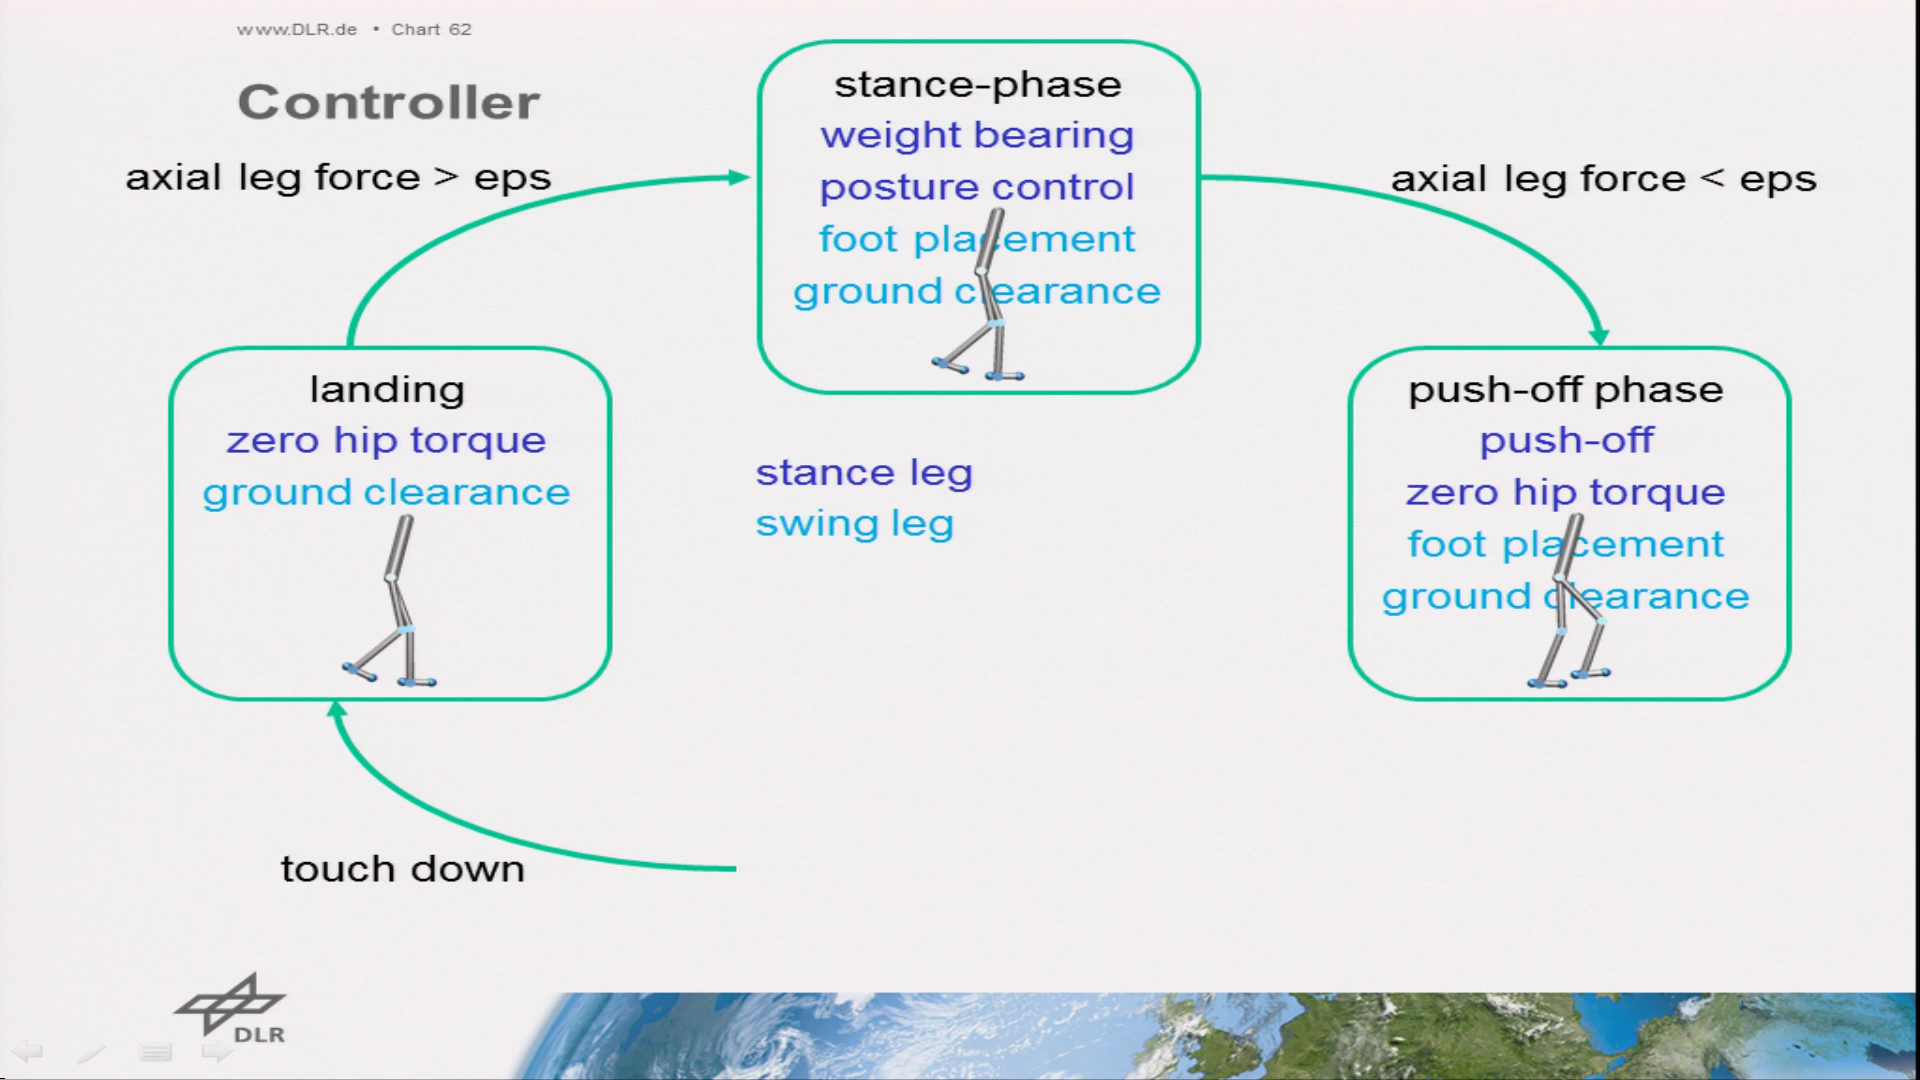 www.DLR.de • Chart 62
Controller
axial leg force > eps
stance-phase
weight bearing
posture control
foot placement
ground clearance
axial leg force < eps
landing
zero hip torque
ground clearance
stance leg
swing leg
push-off phase
push-off
zero hip torque
foot placement
ground clearance
touch down
DLR